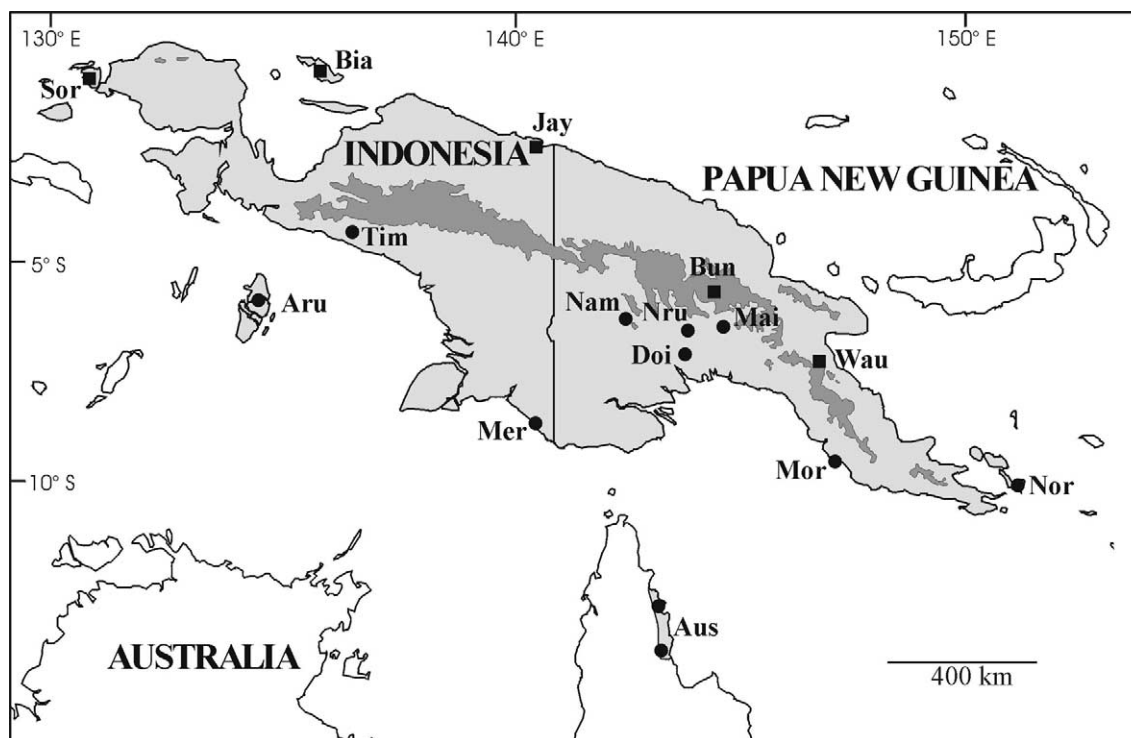 130° E
140° E
150° E
Sor
Bia
Jay
INDONESIA
PAPUA NEW GUINEA
Tim
5° S
Bun
Aru
Nam
Nru
Mai
Doi
Wau
Mer
Mor
Nor
10° S
Aus
AUSTRALIA
400 km